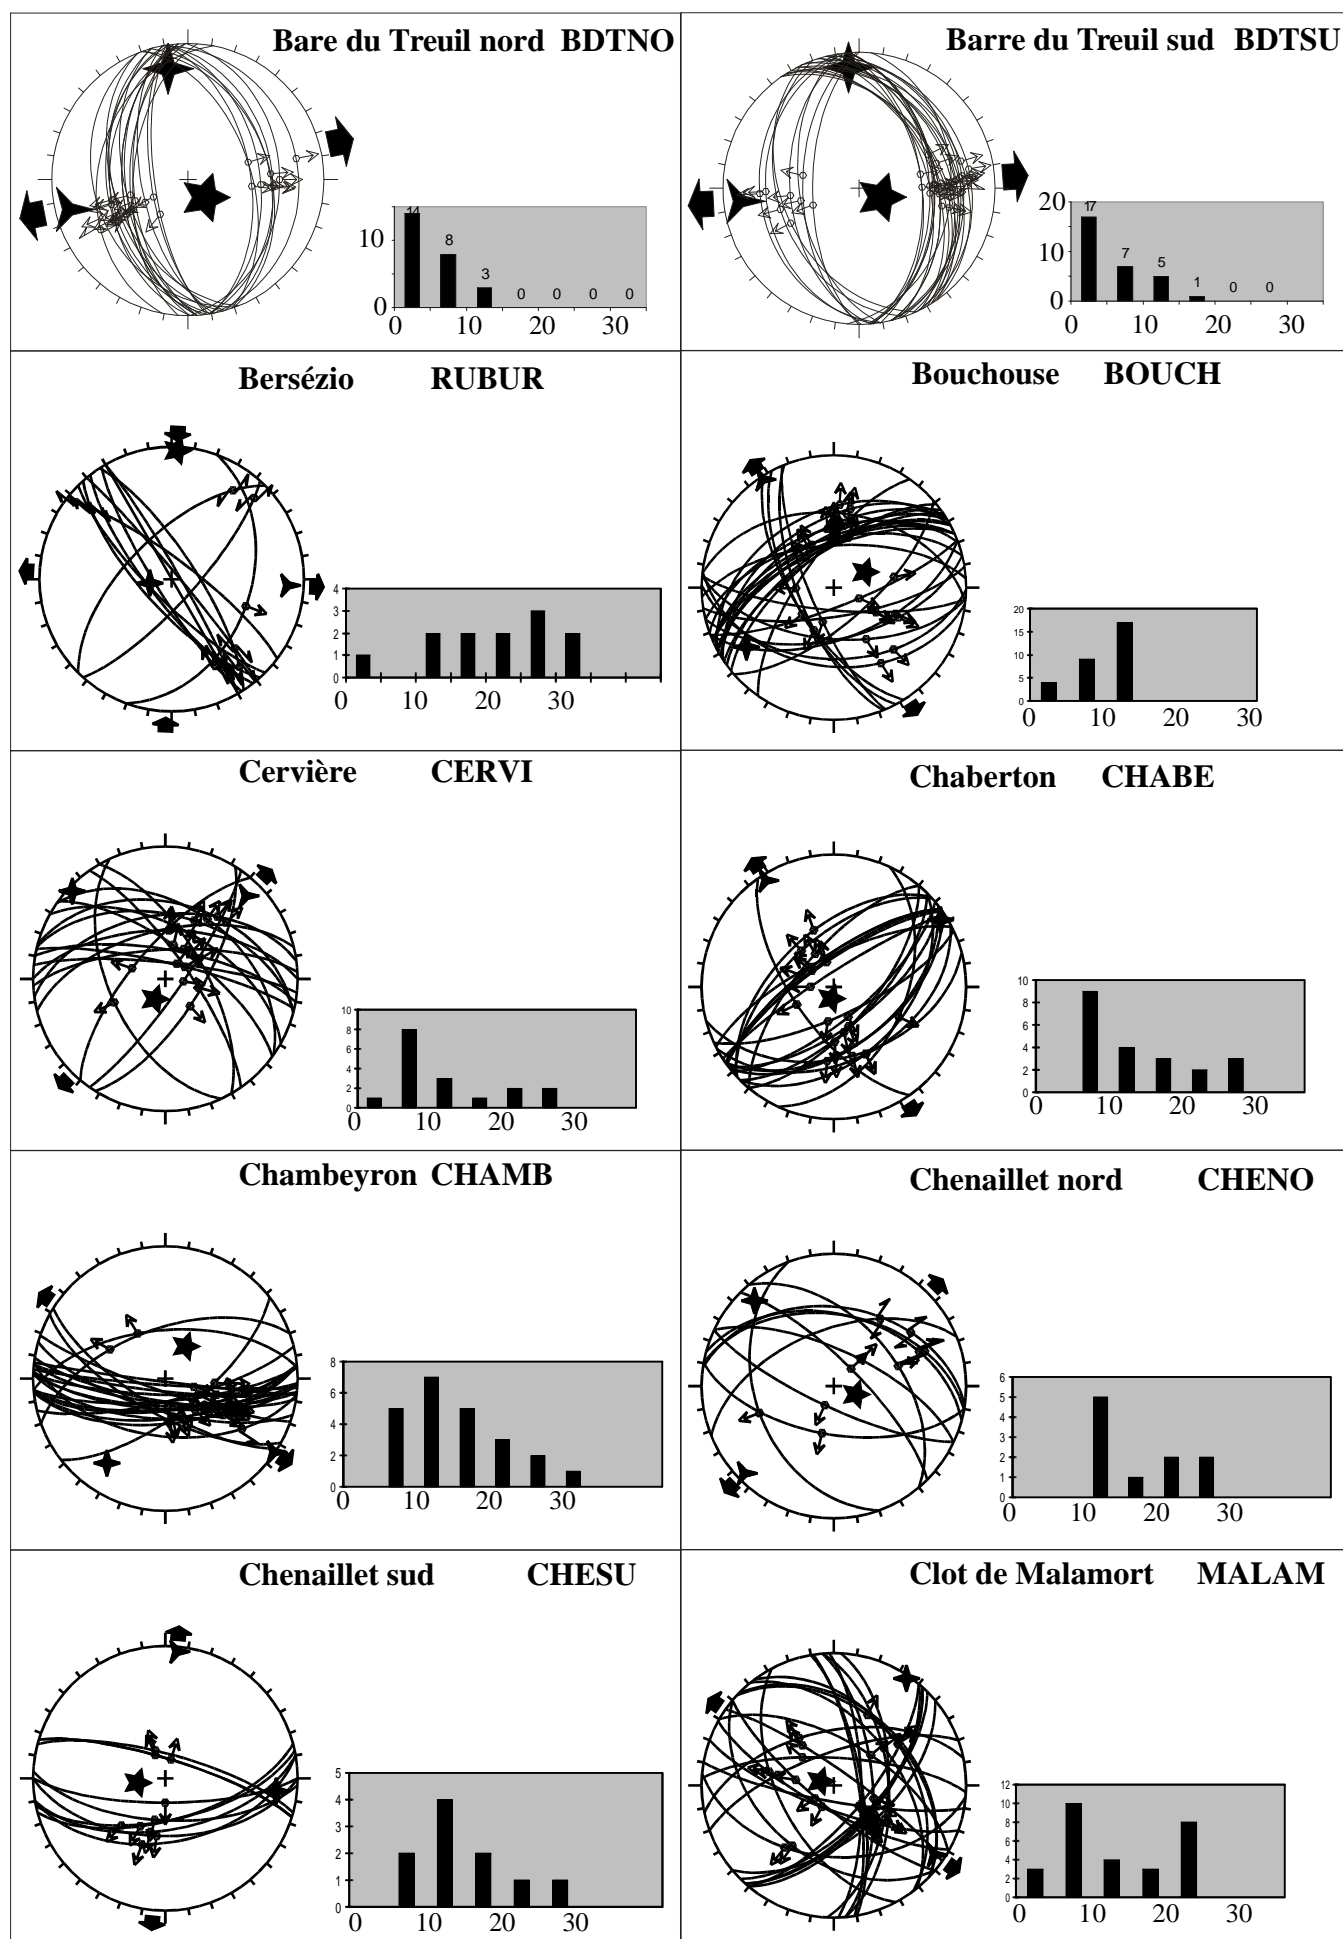 Bare du Treuil nord BDTNO
14
10
8
3
0 0 0 0
0
0 10 20 30
Barre du Treuil sud BDTSU
20
17
10
7
5
1
0 0
0
0 10 20 30
Bersézio RUBUR
4
3
2
1
0
0 10 20 30
Bouchouse BOUCH
20
15
10
5
0
0 10 20 30
Cervière CERVI
10
8
6
4
2
0
0 10 20 30
Chaberton CHABE
10
8
6
4
2
0
0 10 20 30
Chambeyron CHAMB
8
6
4
2
0
0 10 20 30
Chenaillet nord CHENO
6
5
4
3
2
1
0
0 10 20 30
Chenaillet sud CHESU
5
4
3
2
1
0
0 10 20 30
Clot de Malamort MALAM
12
10
8
6
4
2
0
0 10 20 30